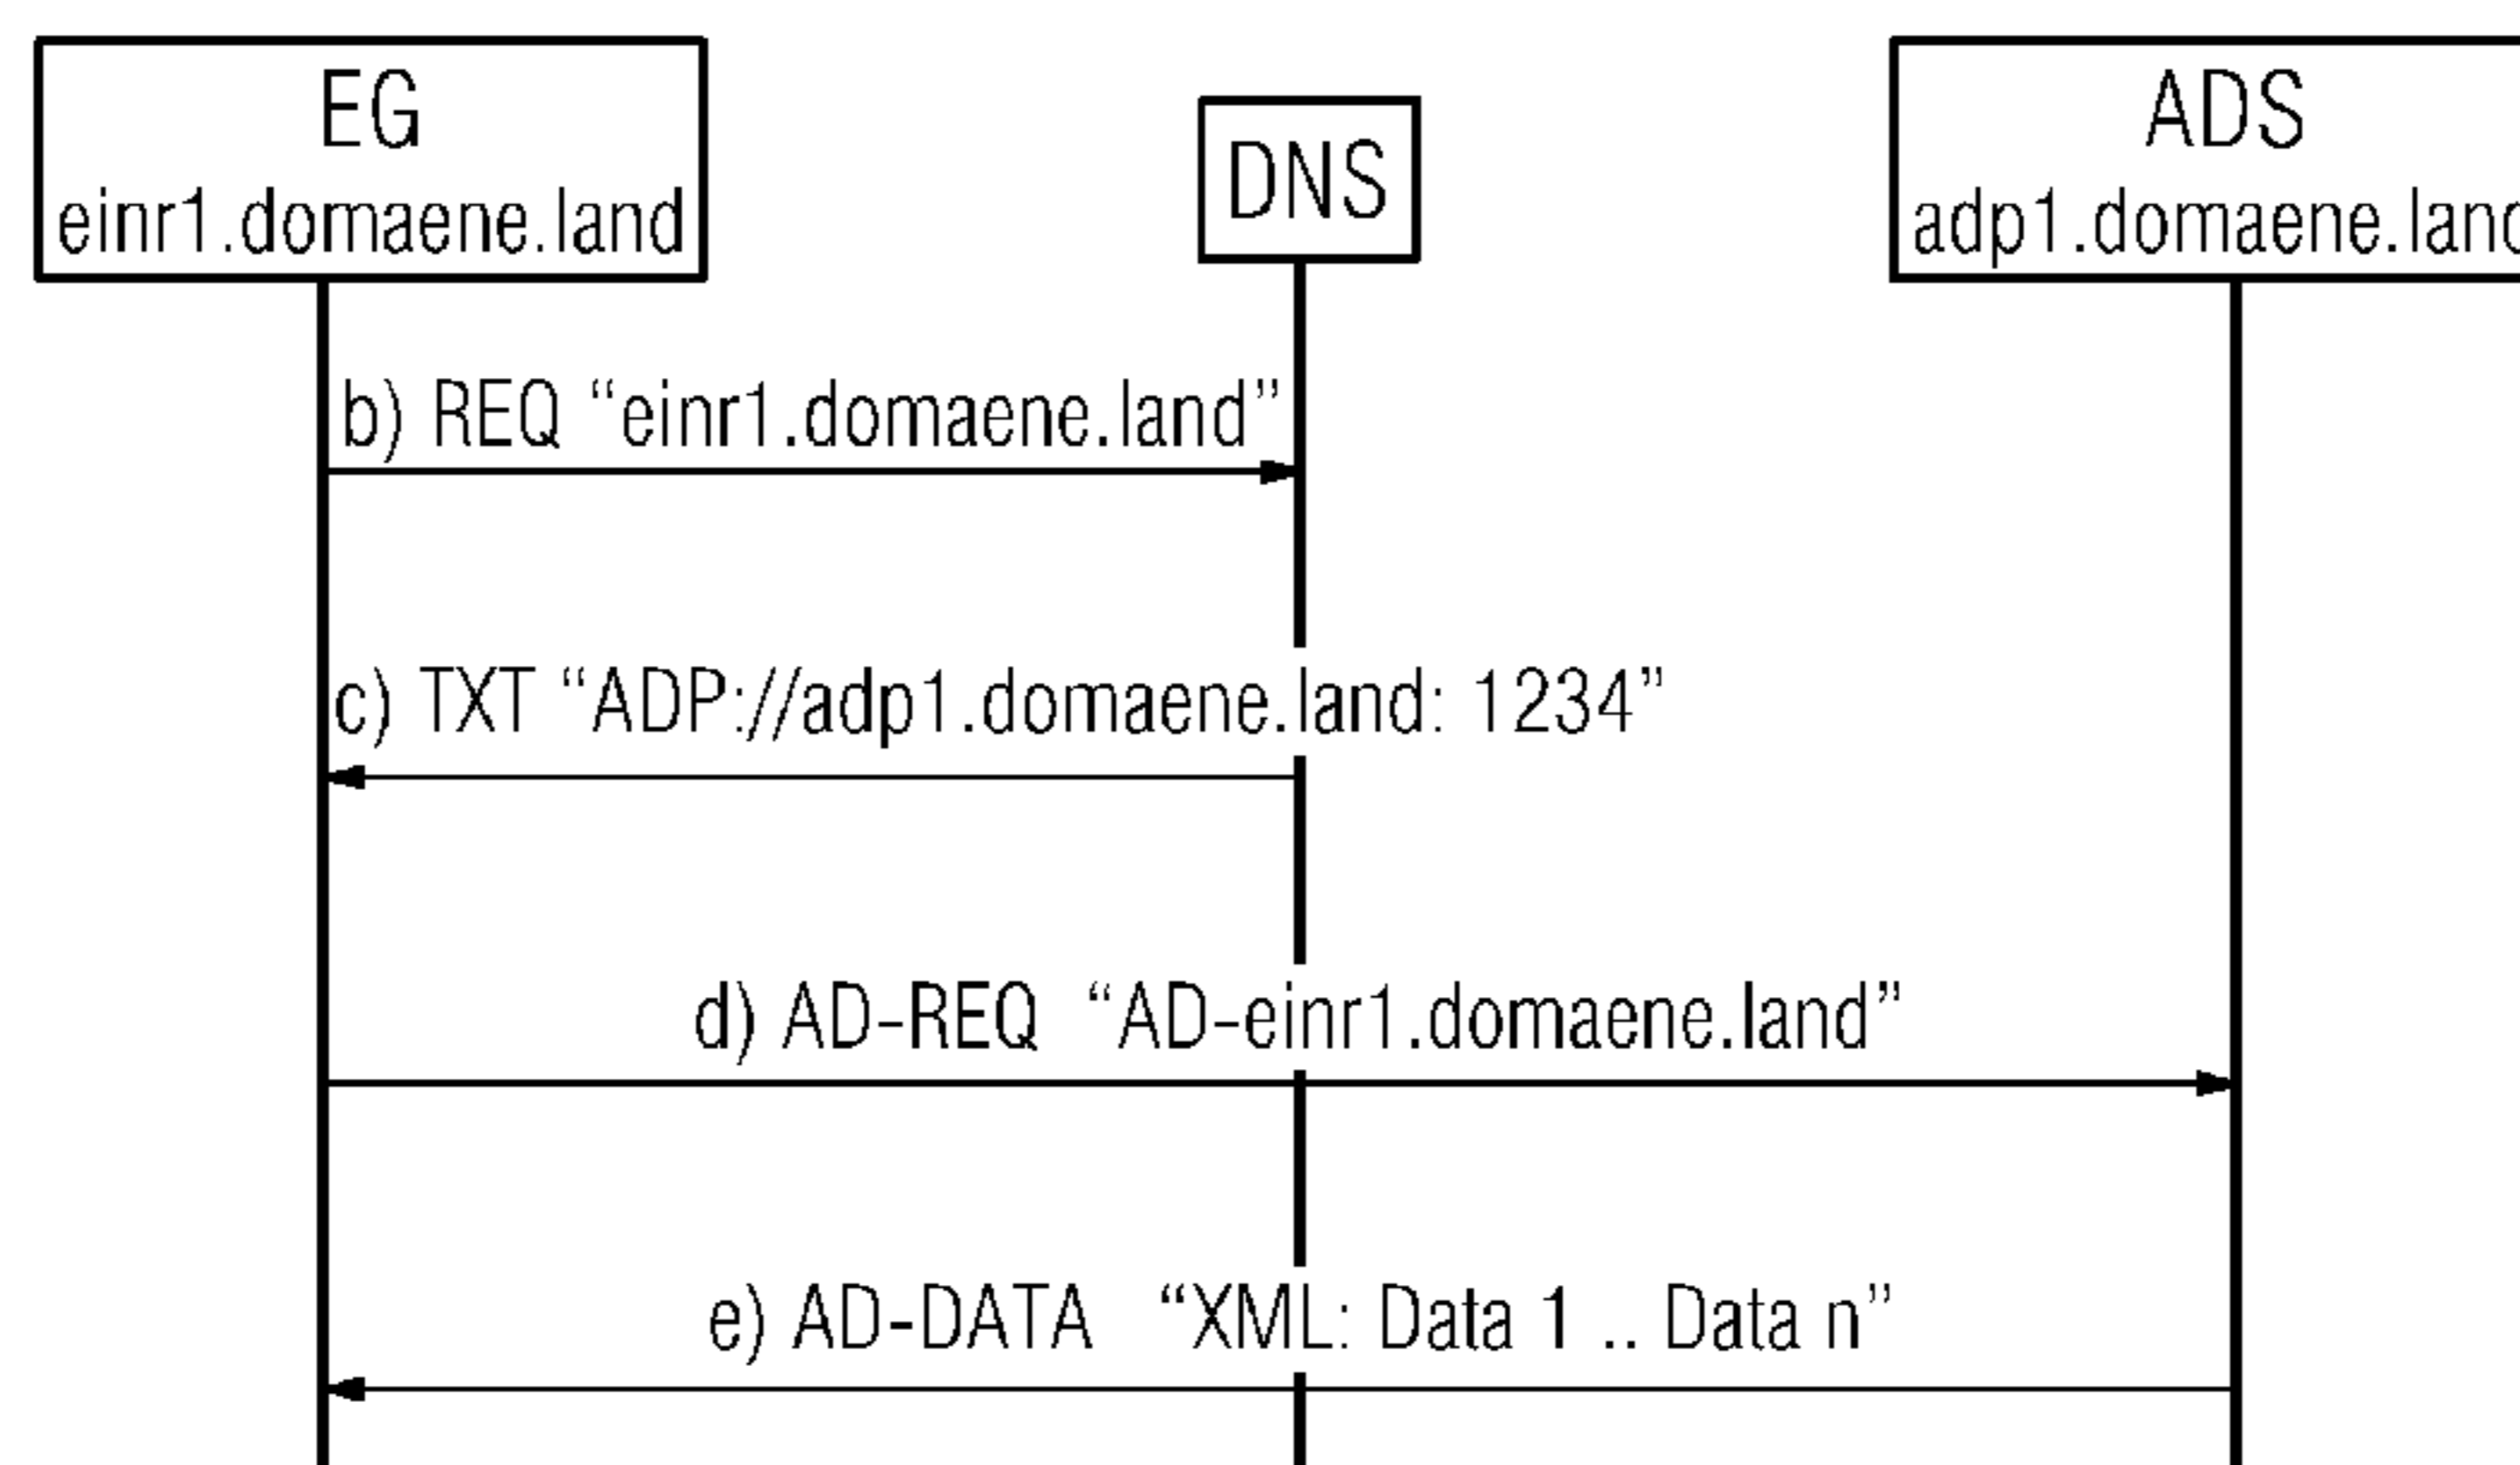 EG
einr1.domaene.land
DNS
ADS
adp1.domaene.land
b) REQ “einr1.domaene.land”
c) TXT “ADP://adp1.domaene.land: 1234”
d) AD-REQ “AD-einr1.domaene.land”
e) AD-DATA “XML: Data 1 .. Data n”